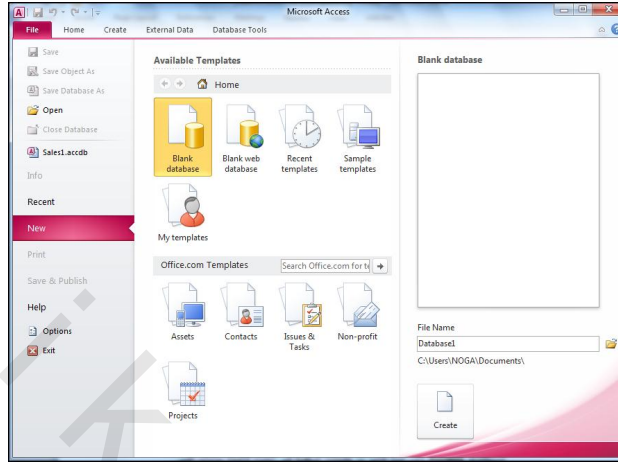 Microsoft Access
File Home Create External Data Database Tools
Save
Save Object As
Save Database As
Open
Close Database
Sales1.accdb
Info
Recent
New
Print
Save & Publish
Help
Options
Exit
Available Templates
Home
Blank database
Blank web database
Recent templates
Sample templates
My templates
Office.com Templates
Search Office.com for te
Assets
Contacts
Issues & Tasks
Non-profit
Projects
Blank database
File Name
Database1
C:\Users\NOGA\Documents\
Create